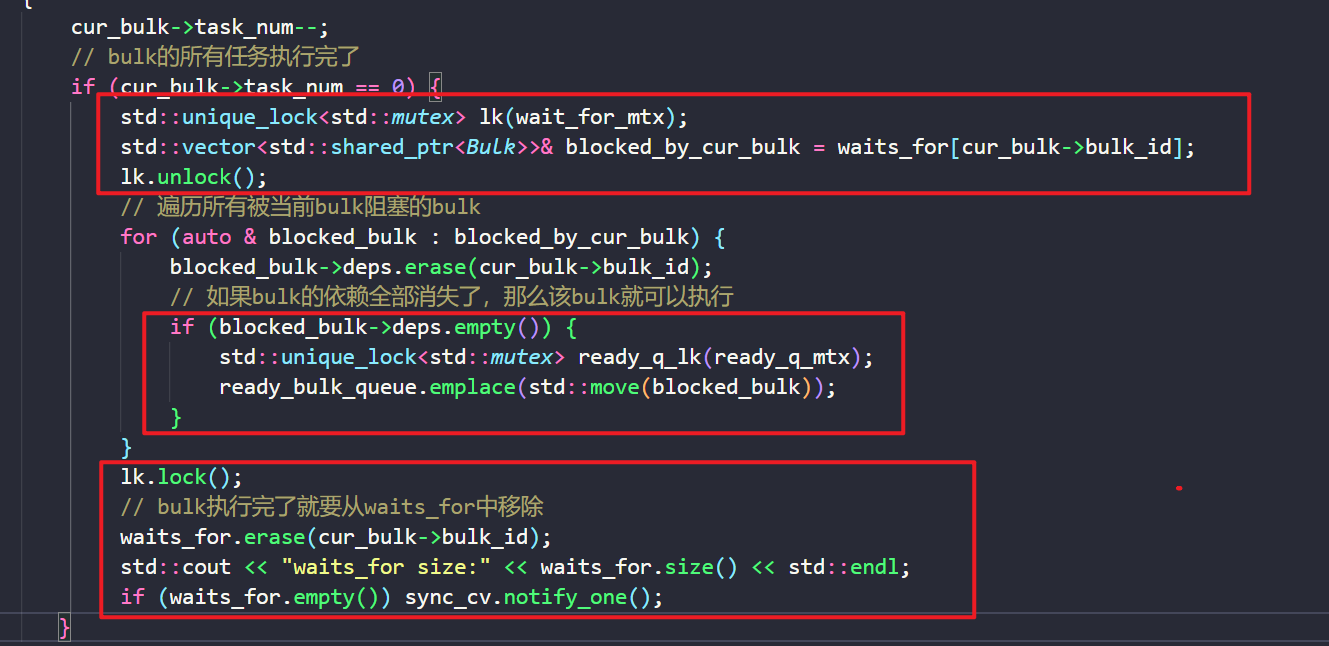 {
cur_bulk->task_num--;
// bulk的所有任务执行完了
if (cur_bulk->task_num == 0) {
std::unique_lock<std::mutex> lk(wait_for_mtx);
std::vector<std::shared_ptr<Bulk>>& blocked_by_cur_bulk = waits_for[cur_bulk->bulk_id];
lk.unlock();
// 遍历所有被当前bulk阻塞的bulk
for (auto & blocked_bulk : blocked_by_cur_bulk) {
blocked_bulk->deps.erase(cur_bulk->bulk_id);
// 如果bulk的依赖全部消失了，那么该bulk就可以执行
if (blocked_bulk->deps.empty()) {
std::unique_lock<std::mutex> ready_q_lk(ready_q_mtx);
ready_bulk_queue.emplace(std::move(blocked_bulk));
}
}
lk.lock();
// bulk执行完了就要从waits_for中移除
waits_for.erase(cur_bulk->bulk_id);
std::cout << "waits_for size:" << waits_for.size() << std::endl;
if (waits_for.empty()) sync_cv.notify_one();
}